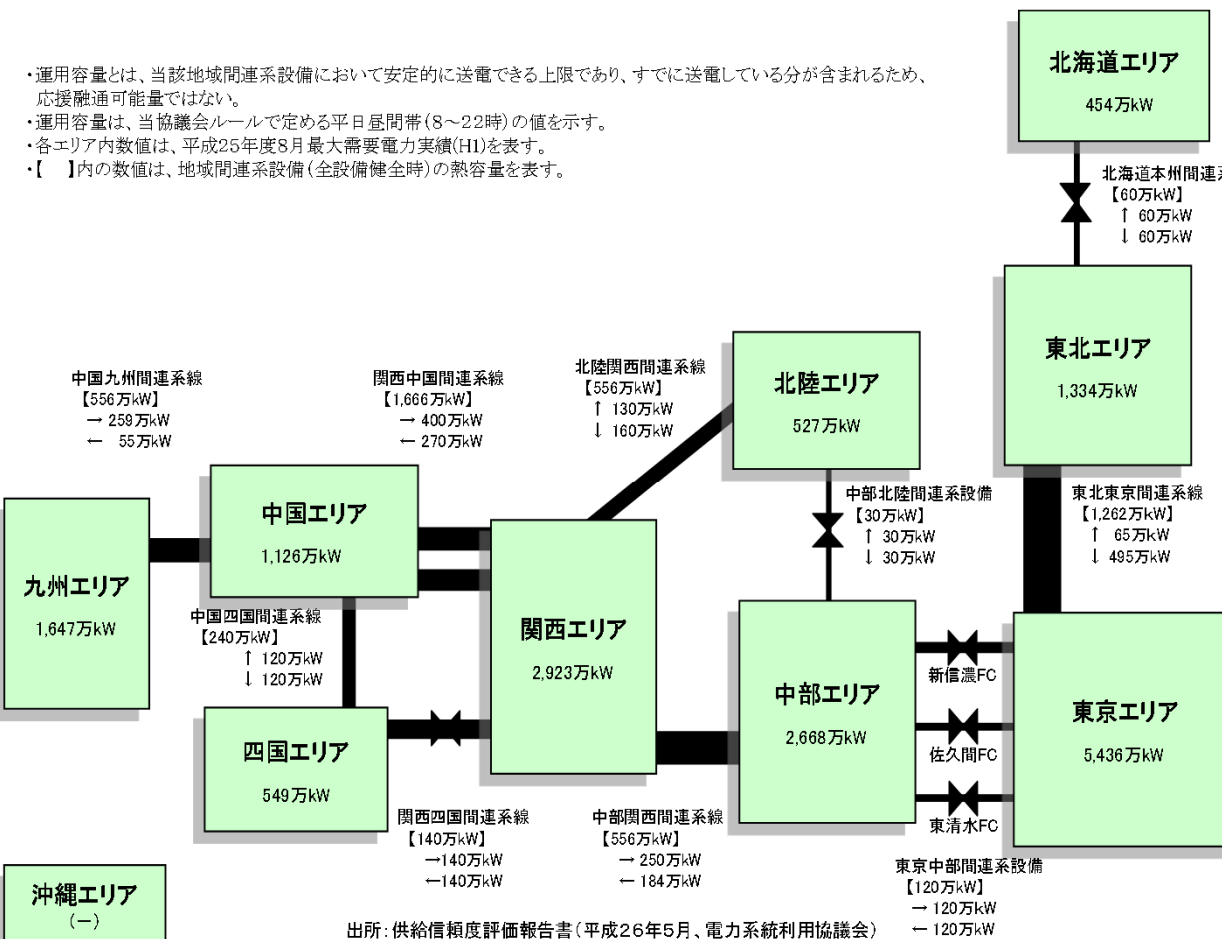 ・運用容量とは、当該地域間連系設備において安定的に送電できる上限であり、すでに送電している分が含まれるため、
応援融通可能量ではない。
・運用容量は、当協議会ルールで定める平日昼間帯(8～22時)の値を示す。
・各エリア内数値は、平成25年度8月最大需要電力実績(H1)を表す。
・【　】内の数値は、地域間連系設備(全設備健全時)の熱容量を表す。
北海道エリア
454万kW
北海道本州間連系
【60万kW】
↑ 60万kW
↓ 60万kW
東北エリア
1,334万kW
中国九州間連系線
【556万kW】
→ 259万kW
← 55万kW
関西中国間連系線
【1,666万kW】
→ 400万kW
← 270万kW
北陸関西間連系線
【556万kW】
↑ 130万kW
↓ 160万kW
北陸エリア
527万kW
中部北陸間連系設備
【30万kW】
↑ 30万kW
↓ 30万kW
東北東京間連系線
【1,262万kW】
↑ 65万kW
↓ 495万kW
中国エリア
1,126万kW
九州エリア
1,647万kW
中国四国間連系線
【240万kW】
↑ 120万kW
↓ 120万kW
関西エリア
2,923万kW
中部エリア
2,668万kW
新信濃FC
佐久間FC
東清水FC
東京エリア
5,436万kW
四国エリア
549万kW
関西四国間連系線
【140万kW】
→140万kW
←140万kW
中部関西間連系線
【556万kW】
→ 250万kW
← 184万kW
東京中部間連系設備
【120万kW】
→ 120万kW
← 120万kW
沖縄エリア
(－)
出所：供給信頼度評価報告書(平成26年5月、電力系統利用協議会)